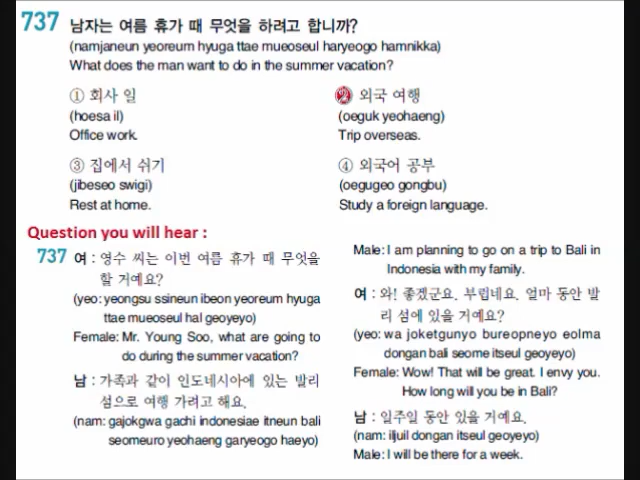 737 남자는 여름 휴가 때 무엇을 하려고 합니까?
(namjaneun yeoreum hyuga ttae mueoseul haryeogo hamnikka)
What does the man want to do in the summer vacation?
① 회사 일
(hoesa il)
Office work.
② 외국 여행
(oeguk yeohaeng)
Trip overseas.
③ 집에서 쉬기
(jibeseo swigi)
Rest at home.
④ 외국어 공부
(oegugeo gongbu)
Study a foreign language.
Question you will hear :
737 여 : 영수 씨는 이번 여름 휴가 때 무엇을
할 거예요?
(yeo: yeongsu ssineun ibeon yeoreum hyuga
ttae mueoseul hal geoyeyo)
Female: Mr. Young Soo, what are going to
do during the summer vacation?
남 : 가족과 같이 인도네시아에 있는 발리
섬으로 여행 가려고 해요.
(nam: gajokgwa gachi indonesiae itneun bali
seomeuro yeohaeng garyeogo haeyo)
Male: I am planning to go on a trip to Bali in
Indonesia with my family.
여 : 와! 좋겠군요. 부럽네요. 얼마 동안 발
리 섬에 있을 거예요?
(yeo: wa joketgunyo bureopneyo eolma
dongan bali seome itseul geoyeyo)
Female: Wow! That will be great. I envy you.
How long will you be in Bali?
남 : 일주일 동안 있을 거예요.
(nam: iljuil dongan itseul geoyeyo)
Male: I will be there for a week.